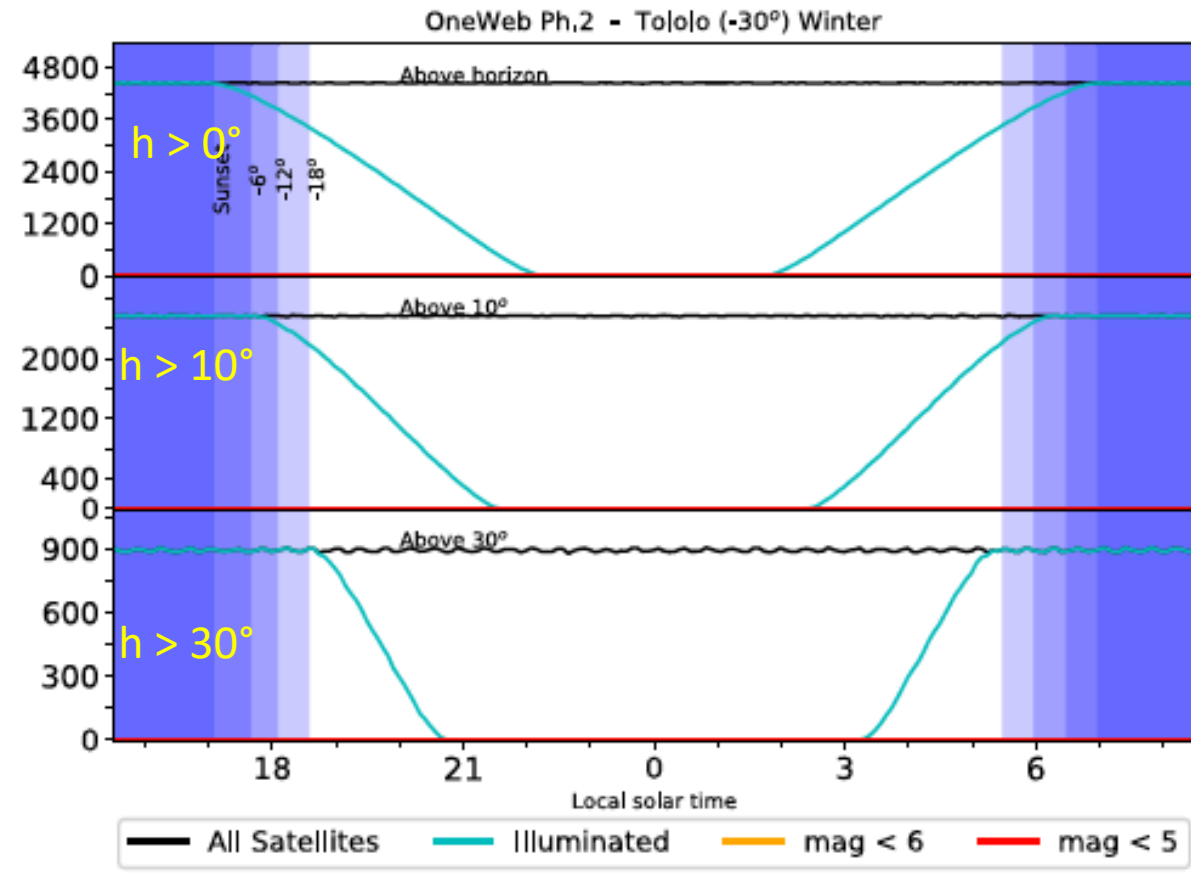 OneWeb Ph,2 - Tololo (-30°) Winter
4800
3600
2400
1200
0
Above horizon
h > 0°
Sunset
-6°
-12°
-18°
2000
1200
400
0
Above 10°
h > 10°
900
600
300
0
Above 30°
h > 30°
18 21 0 3 6
Local solar time
All Satellites Illuminated mag < 6 mag < 5